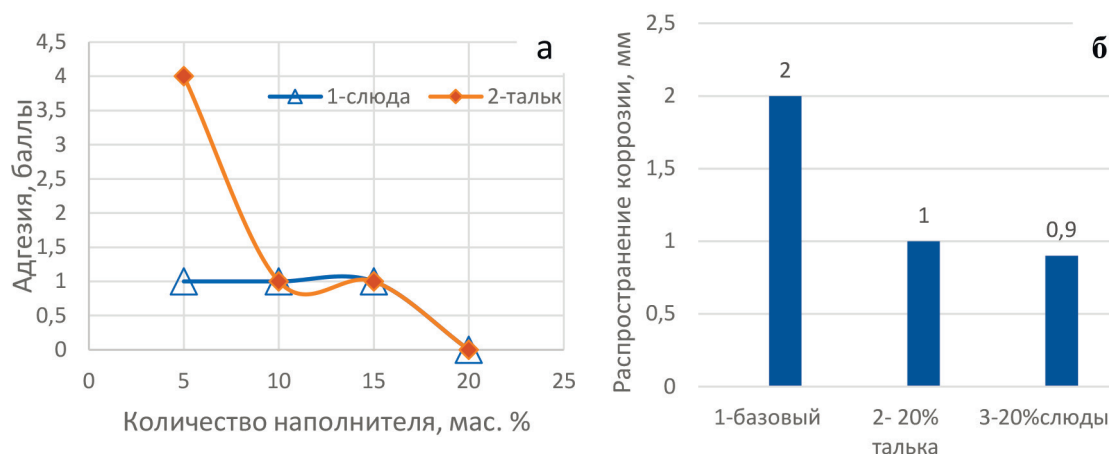 а
4,5
4
3,5
3
2,5
2
1,5
1
0,5
0
Адгезия, баллы
1-слюда
2-тальк
0 5 10 15 20 25
Количество наполнителя, мас. %
б
2,5
2
1,5
1
0,5
0
Распространение коррозии, мм
2
1
0,9
1-базовый
2- 20%
талька
3-20%слюды